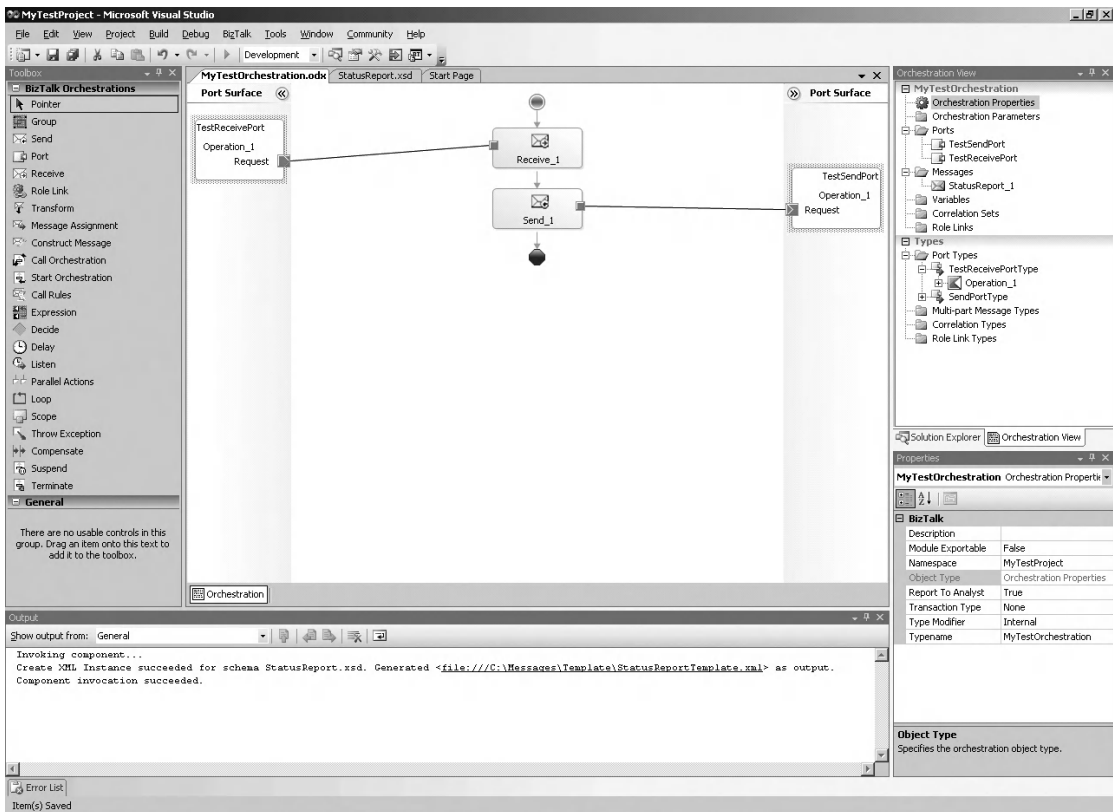 MyTestProject - Microsoft Visual Studio
File Edit View Project Build Debug BizTalk Tools Window Community Help
Development
Toolbox
BizTalk Orchestrations
Pointer
Group
Send
Port
Receive
Role Link
Transform
Message Assignment
Construct Message
Call Orchestration
Start Orchestration
Call Rules
Expression
Decide
Delay
Listen
Parallel Actions
Loop
Scope
Throw Exception
Compensate
Suspend
Terminate
General
There are no usable controls in this
group. Drag an item onto this text to
add it to the toolbox.
MyTestOrchestration.odx StatusReport.xsd Start Page
Port Surface
TestReceivePort
Operation_1
Request
Receive_1
Send_1
Port Surface
TestSendPort
Operation_1
Request
Orchestration
Orchestration View
MyTestOrchestration
Orchestration Properties
Orchestration Parameters
Ports
TestSendPort
TestReceivePort
Messages
StatusReport_1
Variables
Correlation Sets
Role Links
Types
Port Types
TestReceivePortType
Operation_1
SendPortType
Multi-part Message Types
Correlation Types
Role Link Types
Solution Explorer Orchestration View
Properties
MyTestOrchestration Orchestration Propertie
BizTalk
Description
Module Exportable False
Namespace MyTestProject
Object Type Orchestration Properties
Report To Analyst True
Transaction Type None
Type Modifier Internal
Typename MyTestOrchestration
Object Type
Specifies the orchestration object type.
Output
Show output from: General
Invoking component...
Create XML Instance succeeded for schema StatusReport.xsd. Generated <file:///C:\Messages\Template\StatusReportTemplate.xml> as output.
Component invocation succeeded.
Error List
Item(s) Saved